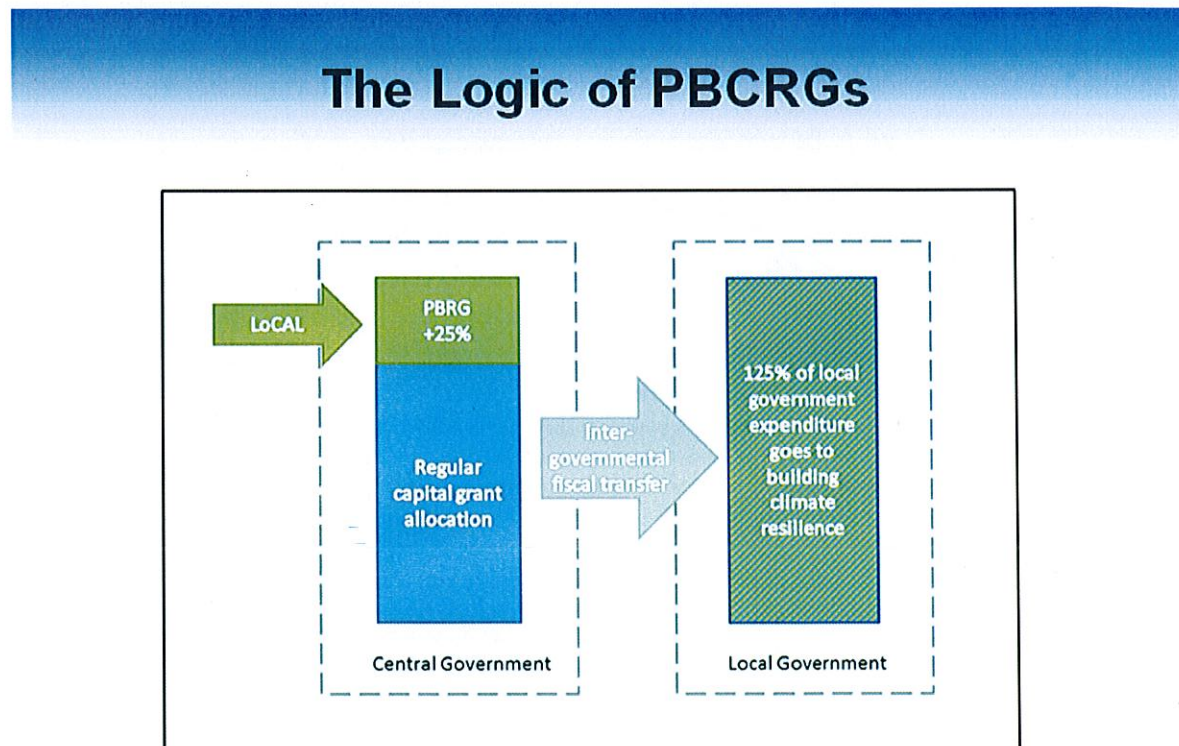 The Logic of PBCRGs
LoCAL
PBRG
+25%
Regular
capital grant
allocation
Central Government
Inter-
governmental
fiscal transfer
125% of local
government
expenditure
goes to
building
climate
resilience
Local Government